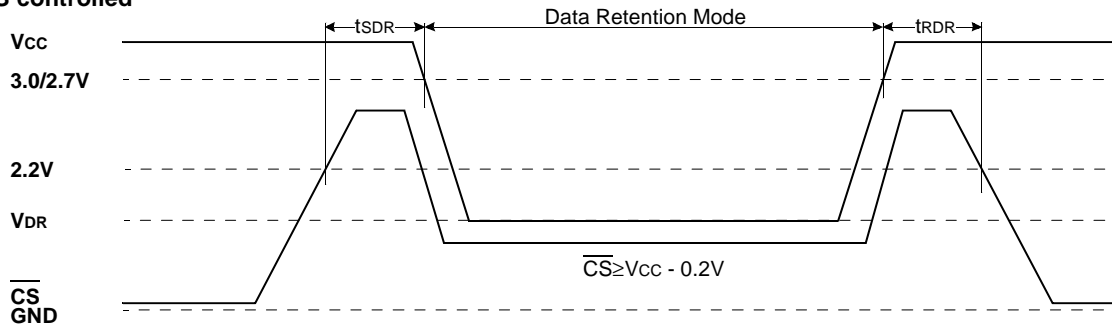 controlled
tSDR Data Retention Mode tRDR
VCC
3.0/2.7V
2.2V
VDR
CS≥VCC - 0.2V
CS
GND